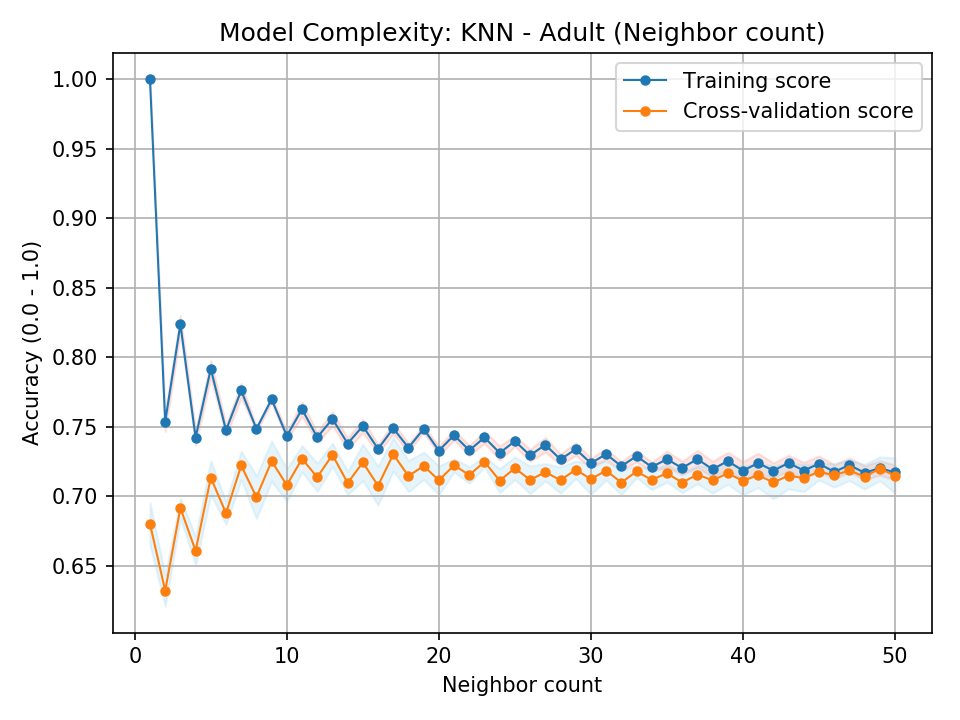 Model Complexity: KNN - Adult (Neighbor count)
Training score
Cross-validation score
1.00
0.95
0.90
0.85
0.80
0.75
0.70
0.65
Accuracy (0.0 - 1.0)
0 10 20 30 40 50
Neighbor count